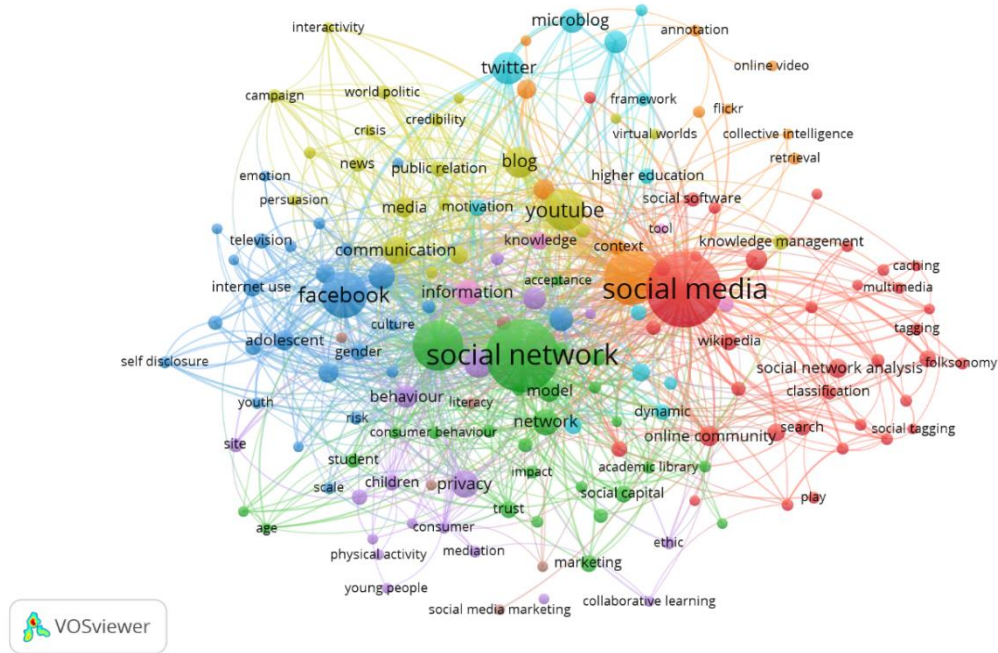 interactivity
microblog
annotation
twitter
online video
campaign
world politic
framework
flickr
credibility
crisis
virtual worlds
collective intelligence
news
blog
public relation
retrieval
emotion
higher education
persuasion
media
motivation
youtube
social software
television
communication
knowledge
context
tool
knowledge management
caching
acceptance
internet use
facebook
information
social media
multimedia
culture
tagging
adolescent
gender
social network
wikipedia
self disclosure
folksonomy
social network analysis
model
behaviour
classification
youth
risk
literacy
dynamic
network
site
consumer behaviour
online community
search
social tagging
student
impact
academic library
scale
children
privacy
social capital
play
trust
age
consumer
physical activity
mediation
ethic
marketing
young people
social media marketing
collaborative learning
VOSviewer